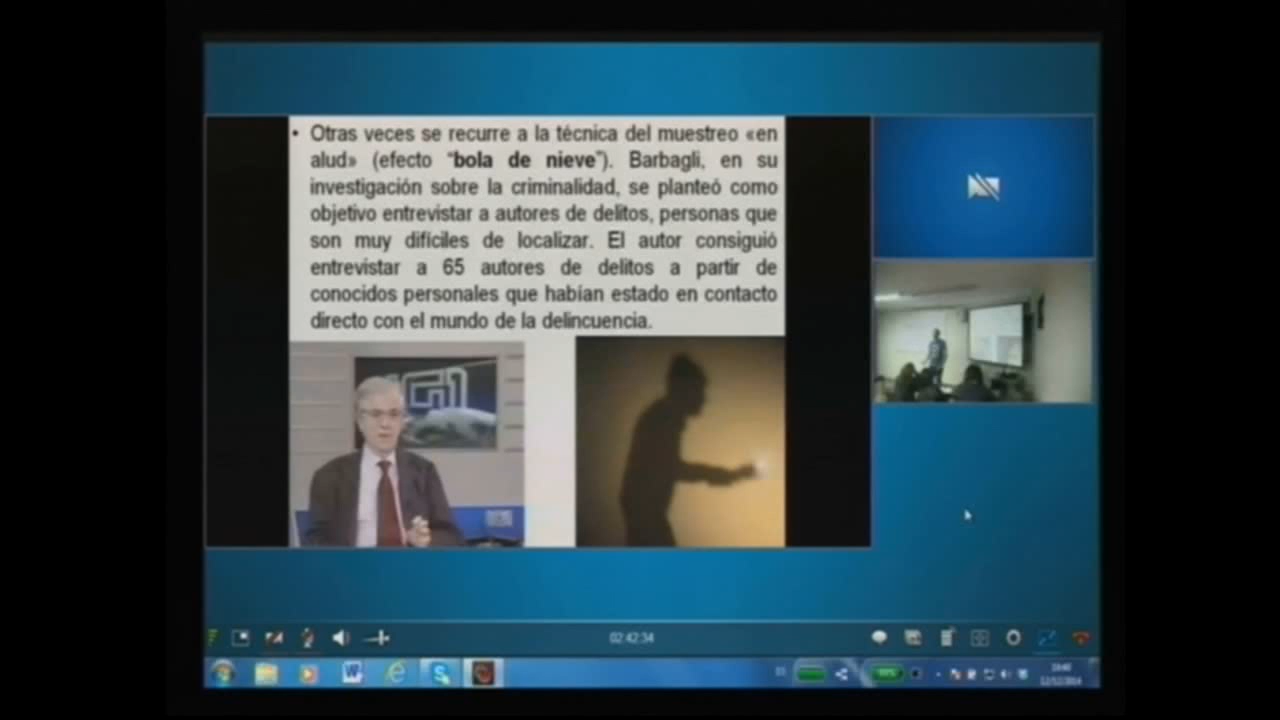 • Otras veces se recurre a la técnica del muestreo «en
alud» (efecto “bola de nieve”). Barbagli, en su
investigación sobre la criminalidad, se planteó como
objetivo entrevistar a autores de delitos, personas que
son muy difíciles de localizar. El autor consiguió
entrevistar a 65 autores de delitos a partir de
conocidos personales que habían estado en contacto
directo con el mundo de la delincuencia.
02:42:34
ES